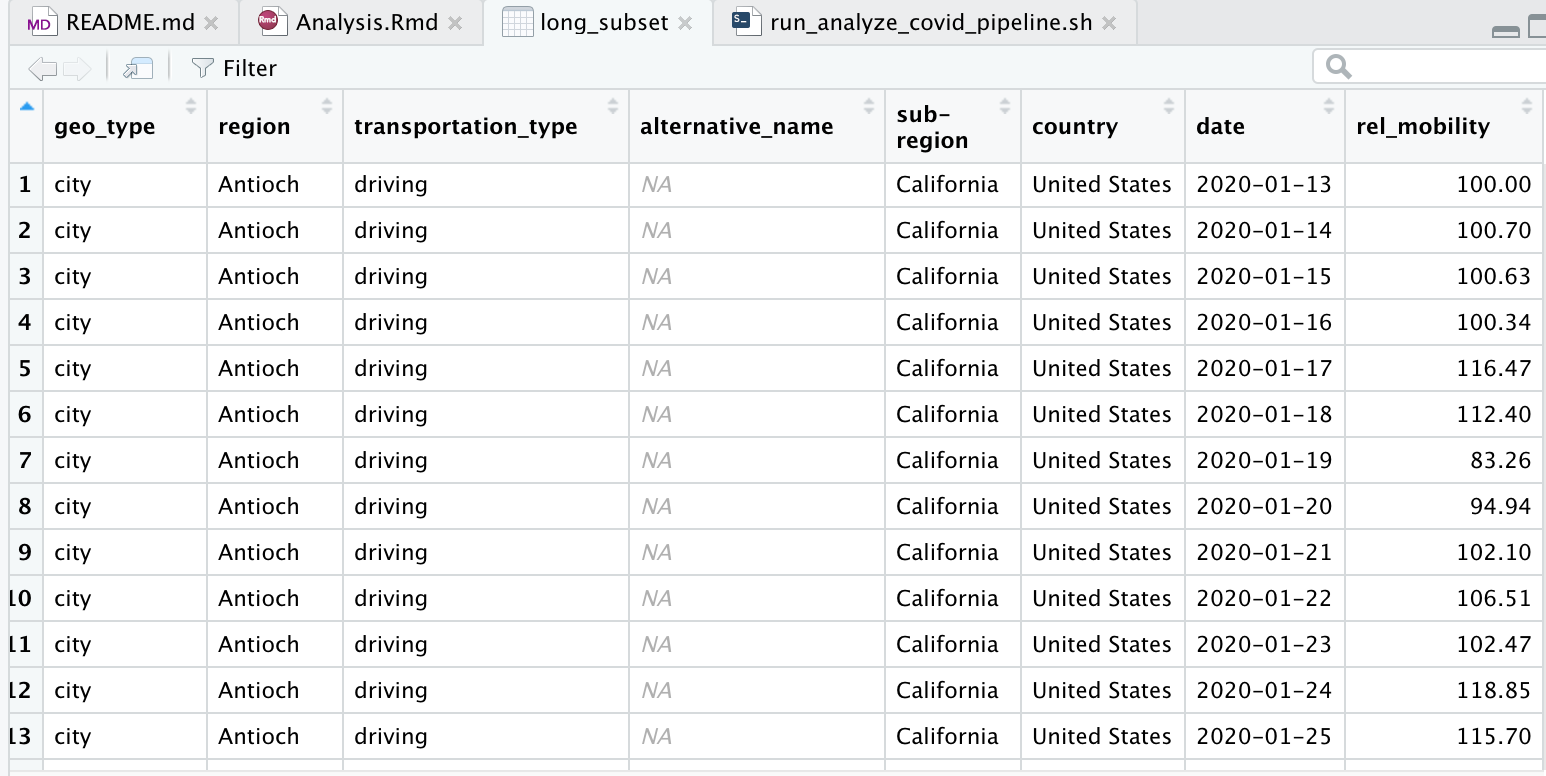 MD README.md Rmd Analysis.Rmd long_subset run_analyze_covid_pipeline.sh
Filter
geo_type region transportation_type alternative_name sub-region country date rel_mobility
1 city Antioch driving NA California United States 2020-01-13 100.00
2 city Antioch driving NA California United States 2020-01-14 100.70
3 city Antioch driving NA California United States 2020-01-15 100.63
4 city Antioch driving NA California United States 2020-01-16 100.34
5 city Antioch driving NA California United States 2020-01-17 116.47
6 city Antioch driving NA California United States 2020-01-18 112.40
7 city Antioch driving NA California United States 2020-01-19 83.26
8 city Antioch driving NA California United States 2020-01-20 94.94
9 city Antioch driving NA California United States 2020-01-21 102.10
10 city Antioch driving NA California United States 2020-01-22 106.51
11 city Antioch driving NA California United States 2020-01-23 102.47
12 city Antioch driving NA California United States 2020-01-24 118.85
13 city Antioch driving NA California United States 2020-01-25 115.70